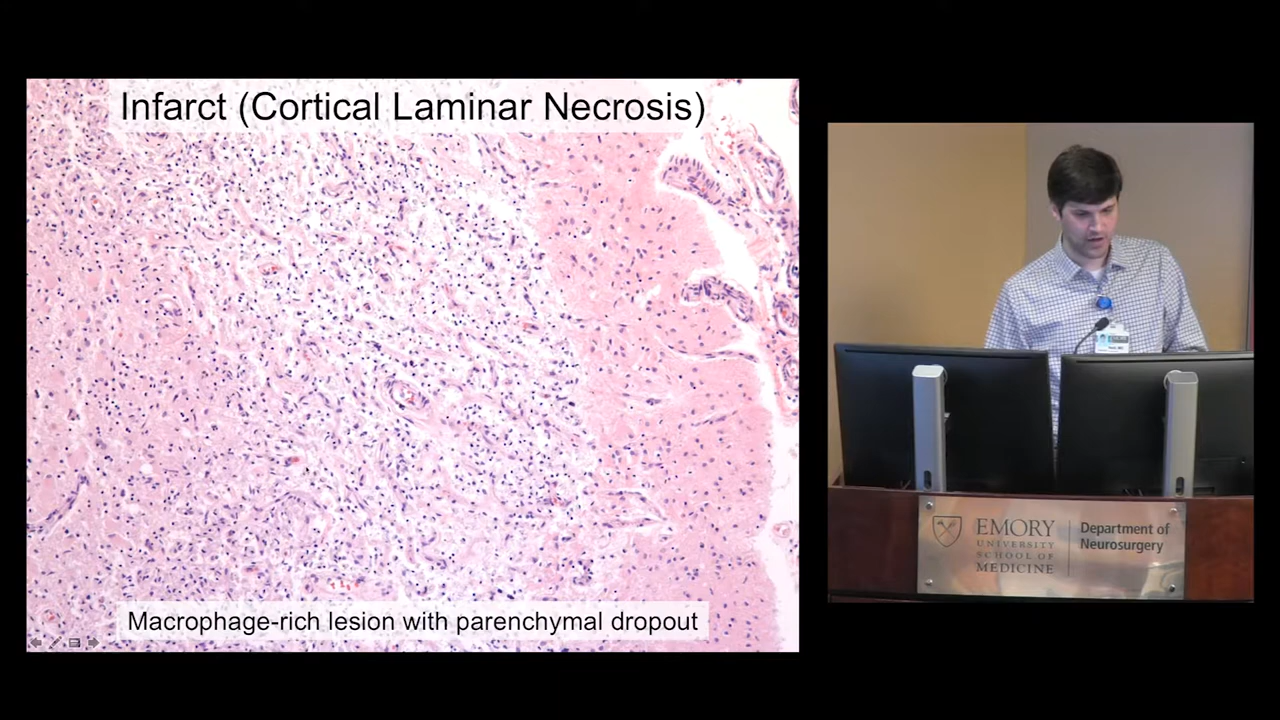 Infarct (Cortical Laminar Necrosis)
Macrophage-rich lesion with parenchymal dropout
EMORY
UNIVERSITY
SCHOOL OF
MEDICINE
Department of
Neurosurgery